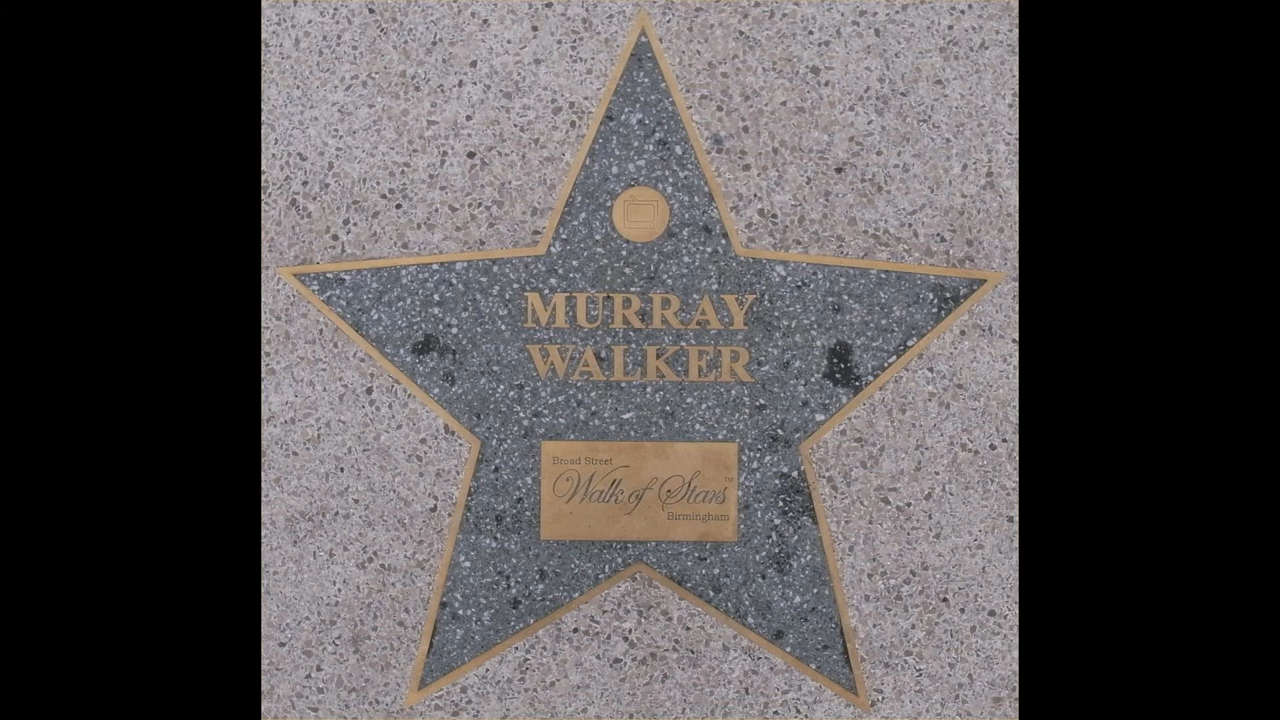 MURRAY
WALKER
Broad Street
Walk of Stars™
Birmingham